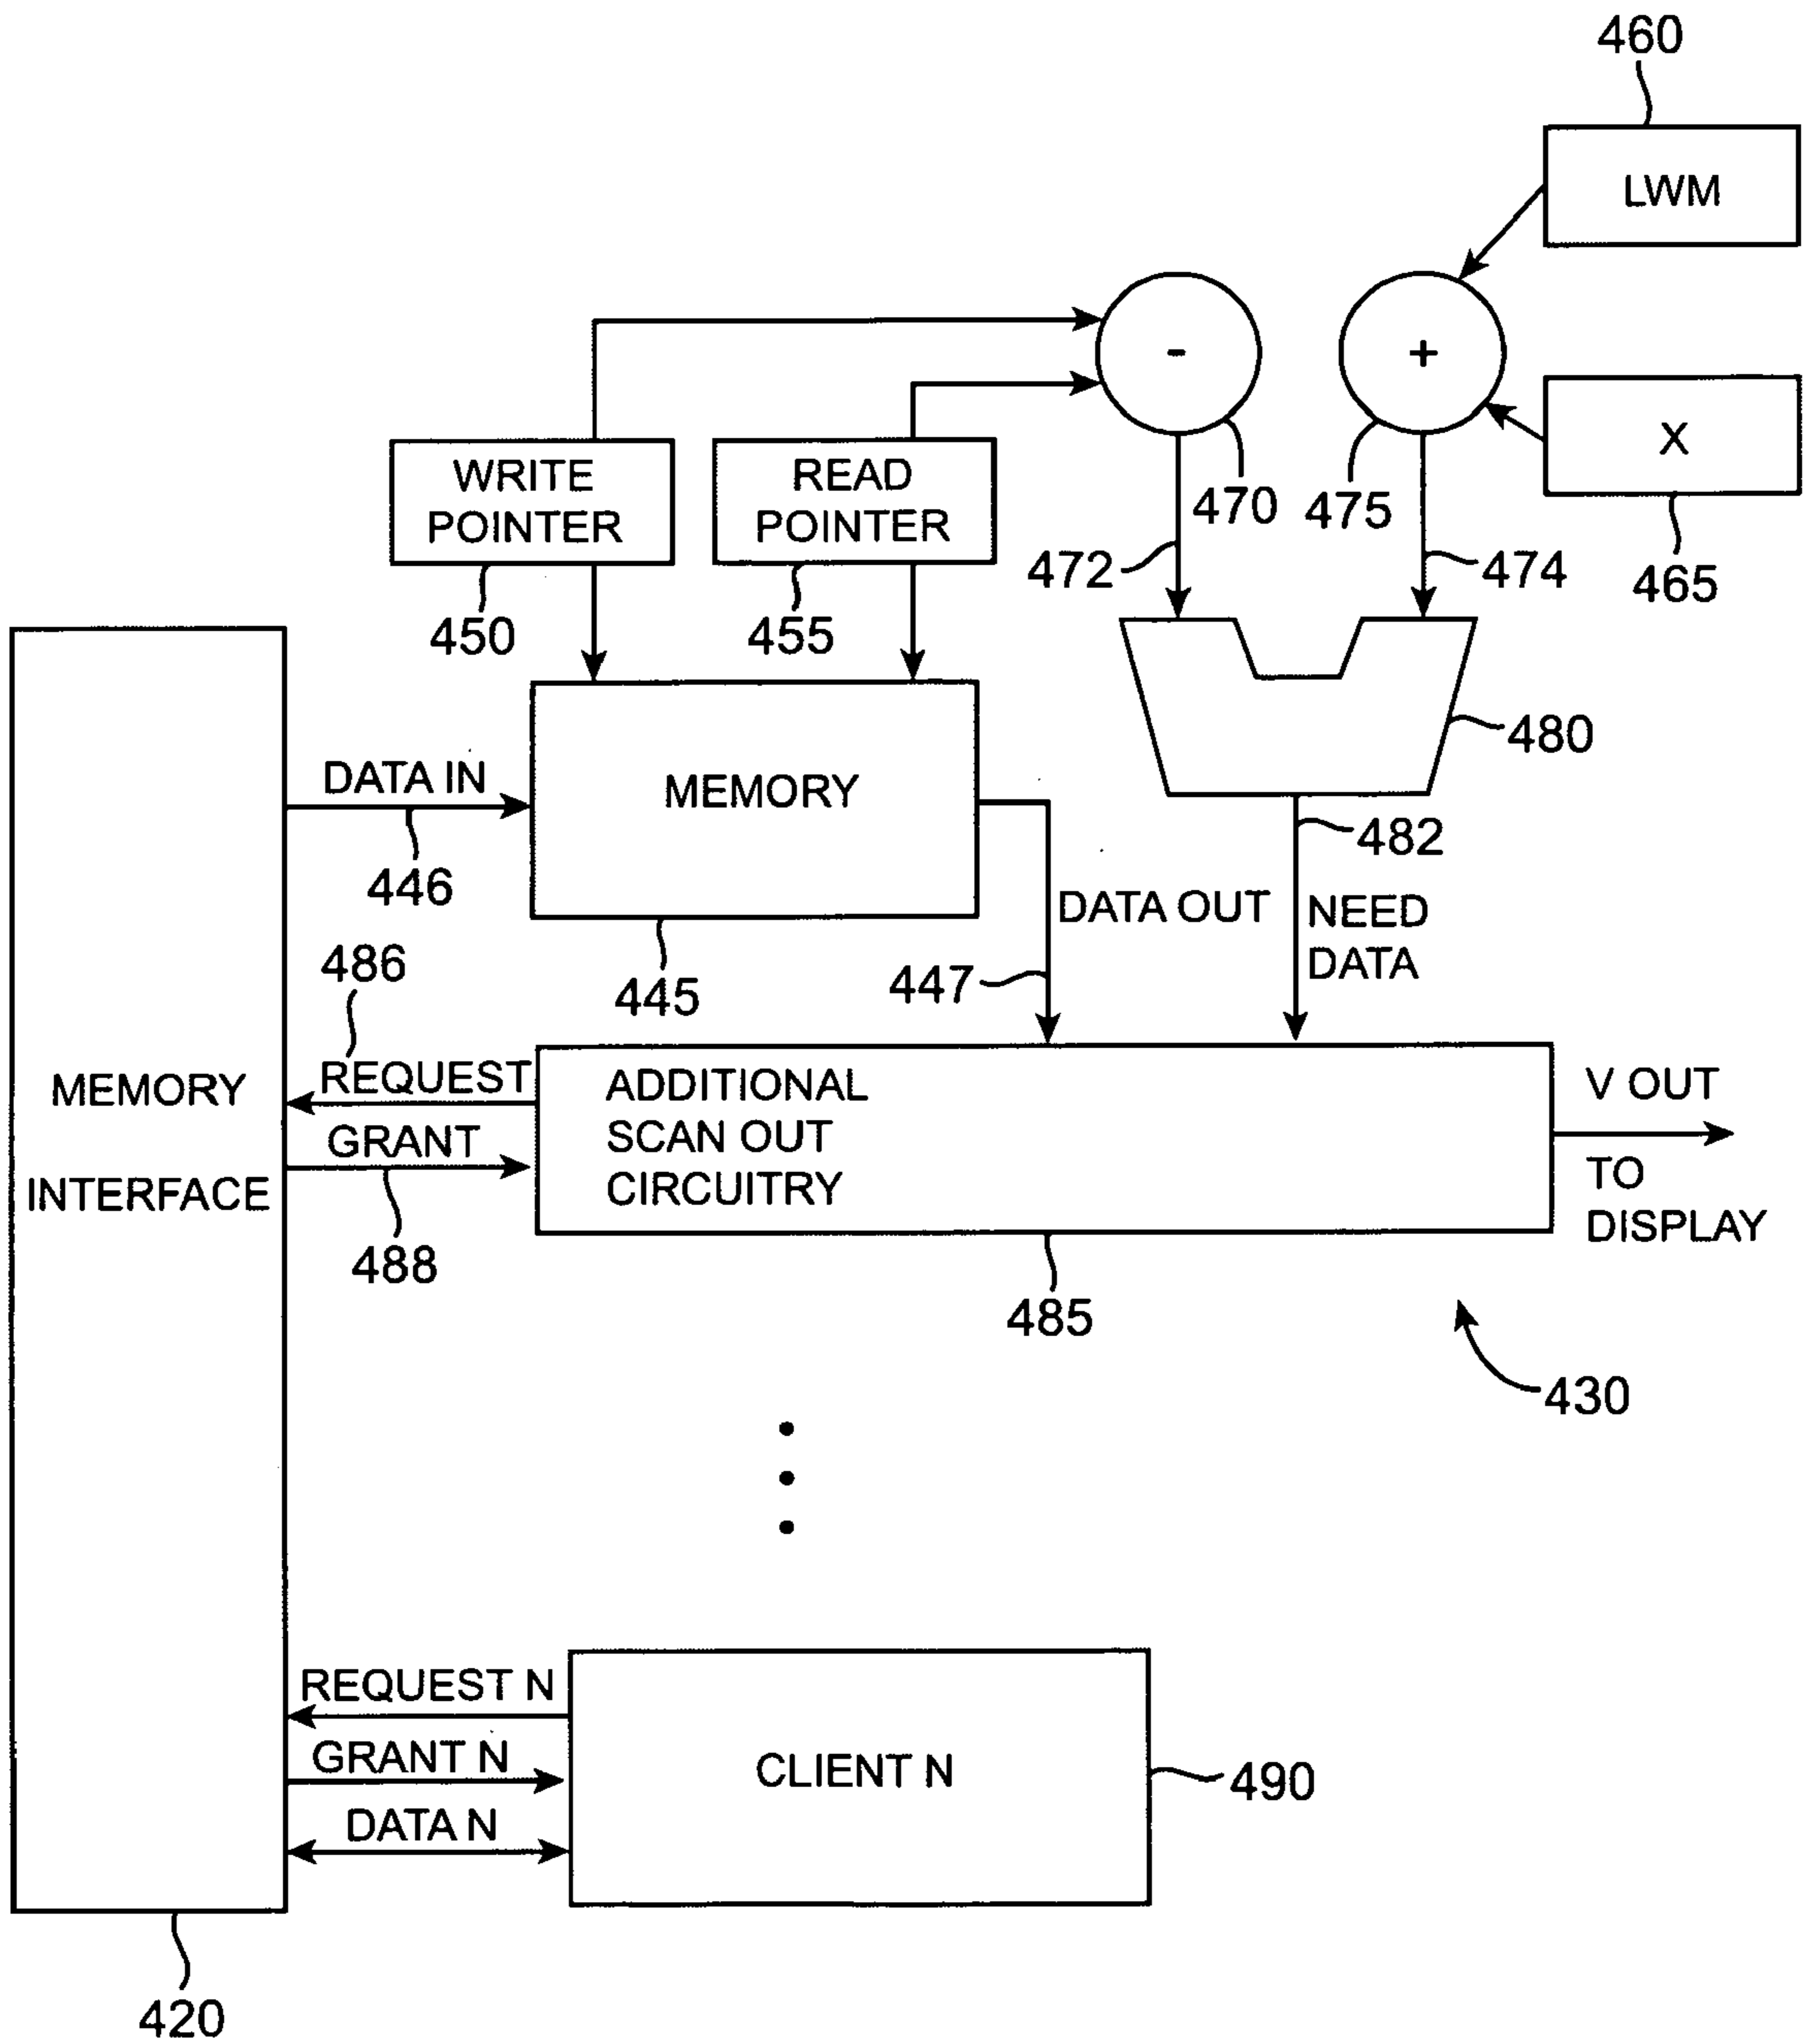 460
LWM
-
+
X
WRITE
POINTER
READ
POINTER
470
475
472
474
465
450
455
480
DATA IN
MEMORY
446
482
DATA OUT
NEED
DATA
486
445
447
REQUEST
GRANT
MEMORY
INTERFACE
ADDITIONAL
SCAN OUT
CIRCUITRY
V OUT
TO
DISPLAY
488
485
430
REQUEST N
GRANT N
DATA N
CLIENT N
490
420